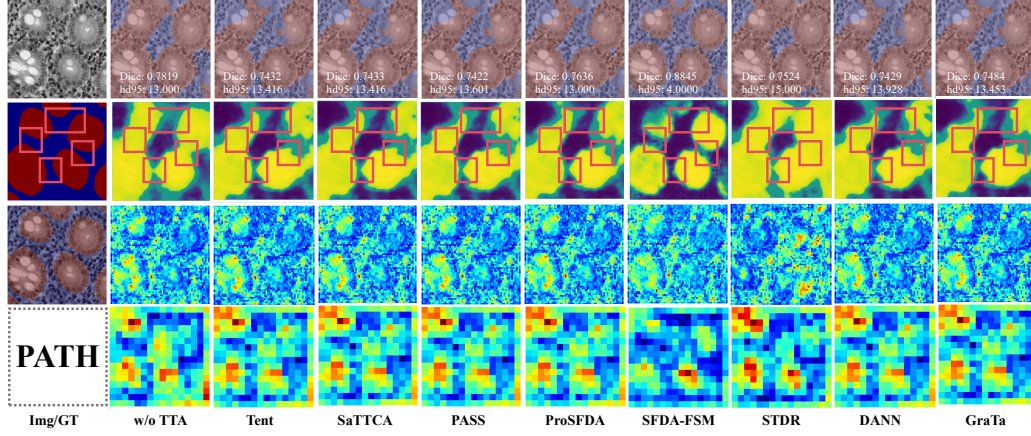 Dice: 0.7819
hd95: 13.000
Dice: 0.7432
hd95: 13.416
Dice: 0.7433
hd95: 13.416
Dice: 0.7422
hd95: 13.601
Dice: 0.7636
hd95: 13.000
Dice: 0.8845
hd95: 4.0000
Dice: 0.7524
hd95: 15.000
Dice: 0.7429
hd95: 13.928
Dice: 0.7484
hd95: 13.453
PATH
Img/GT w/o TTA Tent SaTTCA PASS ProSFDA SFDA-FSM STDR DANN GraTa